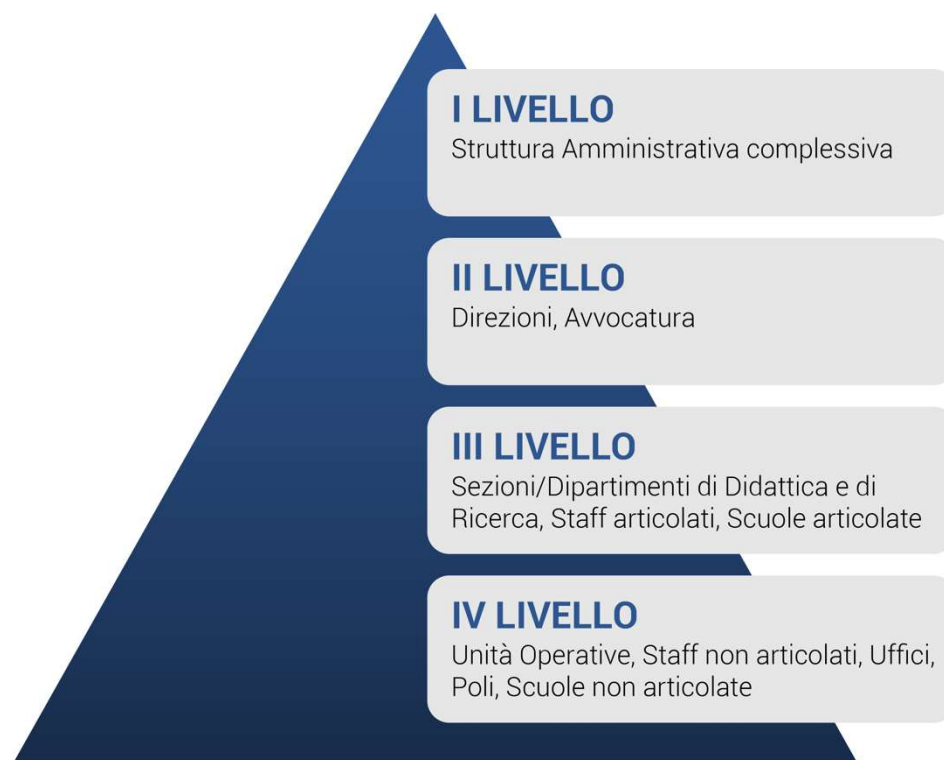 I LIVELLO
Struttura Amministrativa complessiva
II LIVELLO
Direzioni, Avvocatura
III LIVELLO
Sezioni/Dipartimenti di Didattica e di
Ricerca, Staff articolati, Scuole articolate
IV LIVELLO
Unità Operative, Staff non articolati, Uffici,
Poli, Scuole non articolate